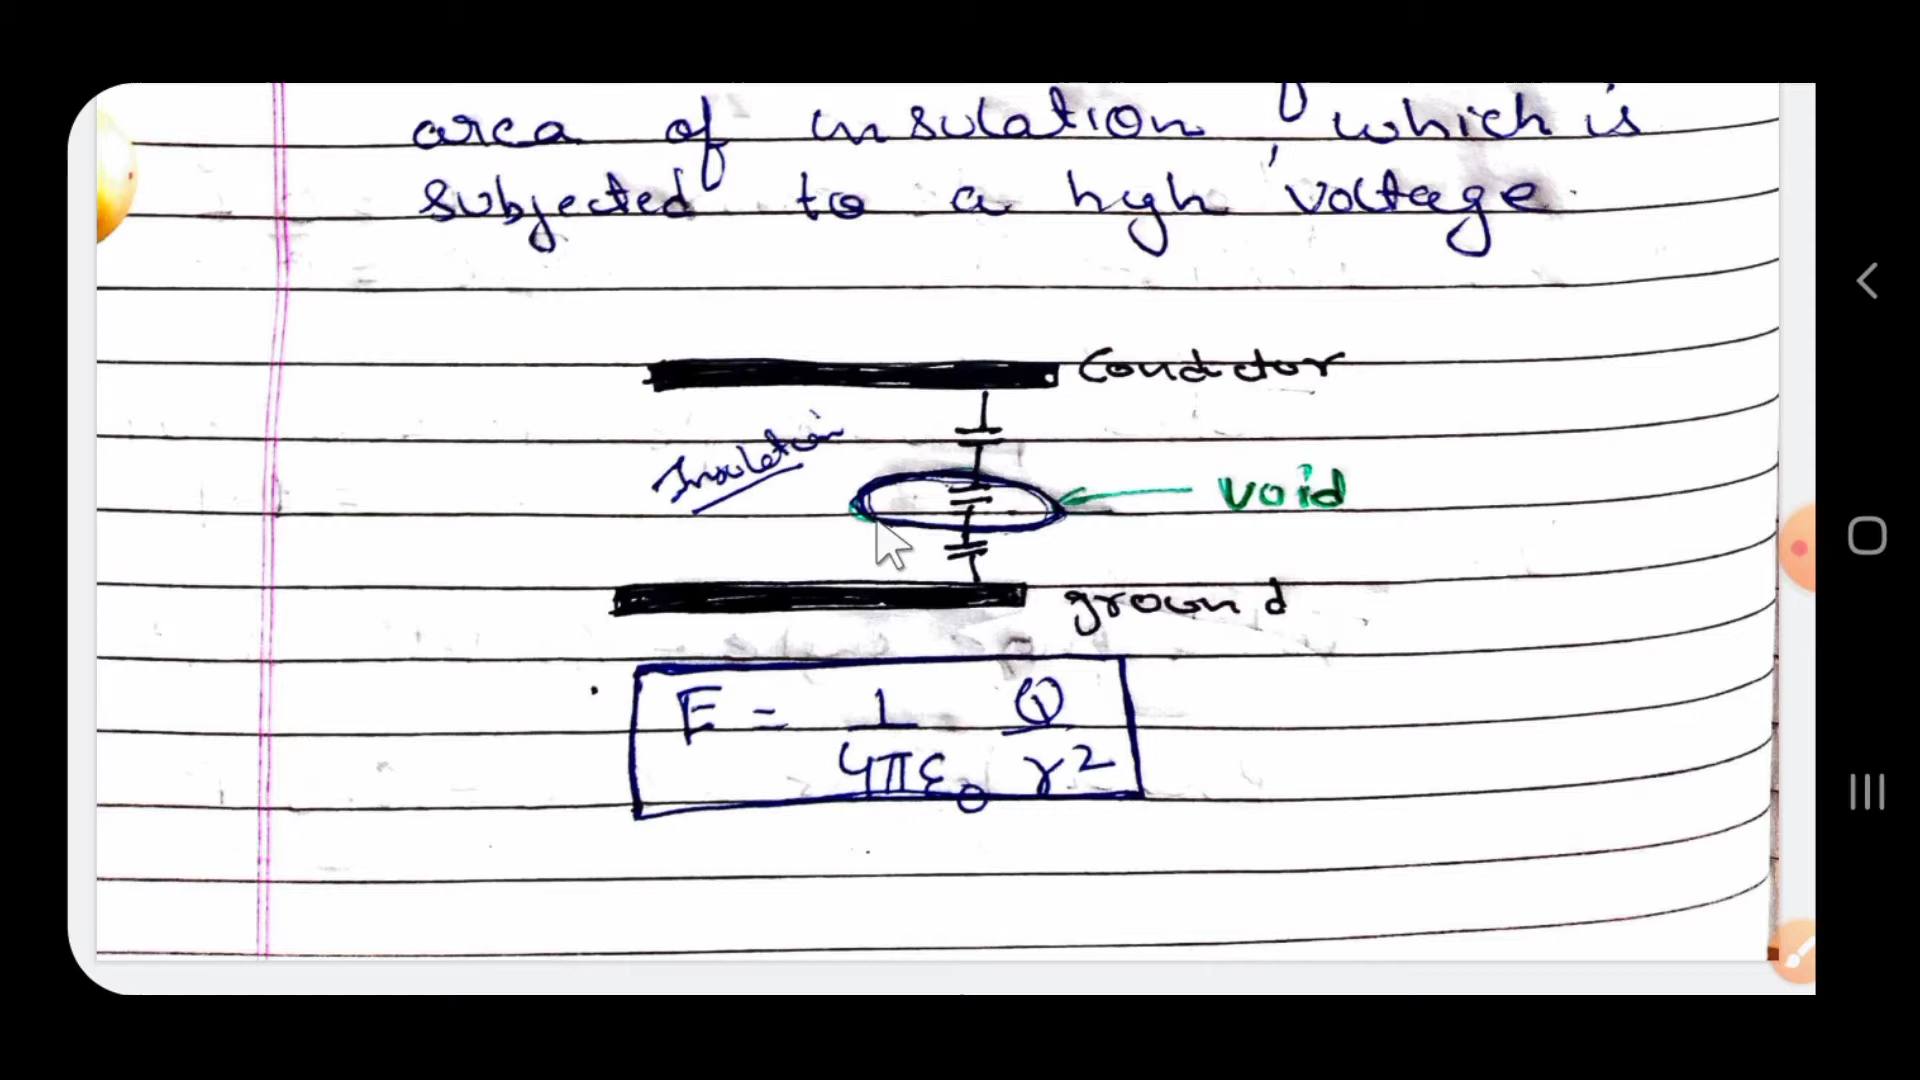 area of insulation, which is
subjected to a high voltage.
Conductor
Insulation
void
ground
E = 1/4πε₀ Q/r²